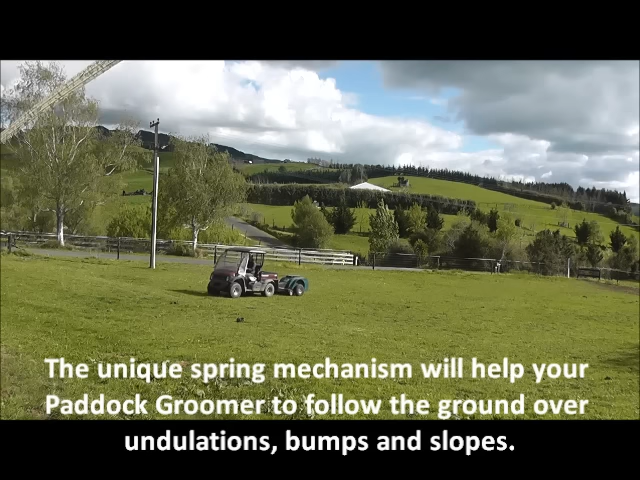 The unique spring mechanism will help your
Paddock Groomer to follow the ground over
undulations, bumps and slopes.